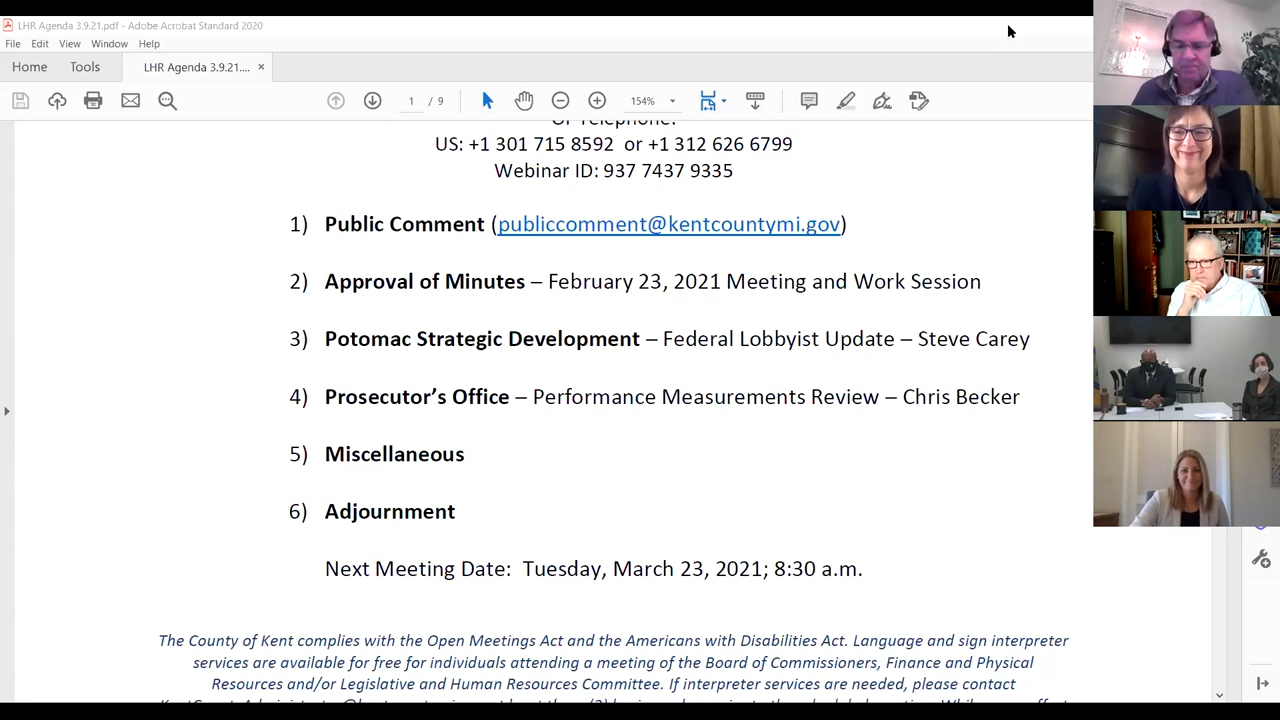 LHR Agenda 3.9.21.pdf - Adobe Acrobat Standard 2020
File Edit View Window Help
Home Tools LHR Agenda 3.9.21.... ×
1 / 9 154%
Or Telephone:
US: +1 301 715 8592 or +1 312 626 6799
Webinar ID: 937 7437 9335
1) Public Comment (publiccomment@kentcountymi.gov)
2) Approval of Minutes – February 23, 2021 Meeting and Work Session
3) Potomac Strategic Development – Federal Lobbyist Update – Steve Carey
4) Prosecutor’s Office – Performance Measurements Review – Chris Becker
5) Miscellaneous
6) Adjournment
Next Meeting Date: Tuesday, March 23, 2021; 8:30 a.m.
The County of Kent complies with the Open Meetings Act and the Americans with Disabilities Act. Language and sign interpreter
services are available for free for individuals attending a meeting of the Board of Commissioners, Finance and Physical
Resources and/or Legislative and Human Resources Committee. If interpreter services are needed, please contact